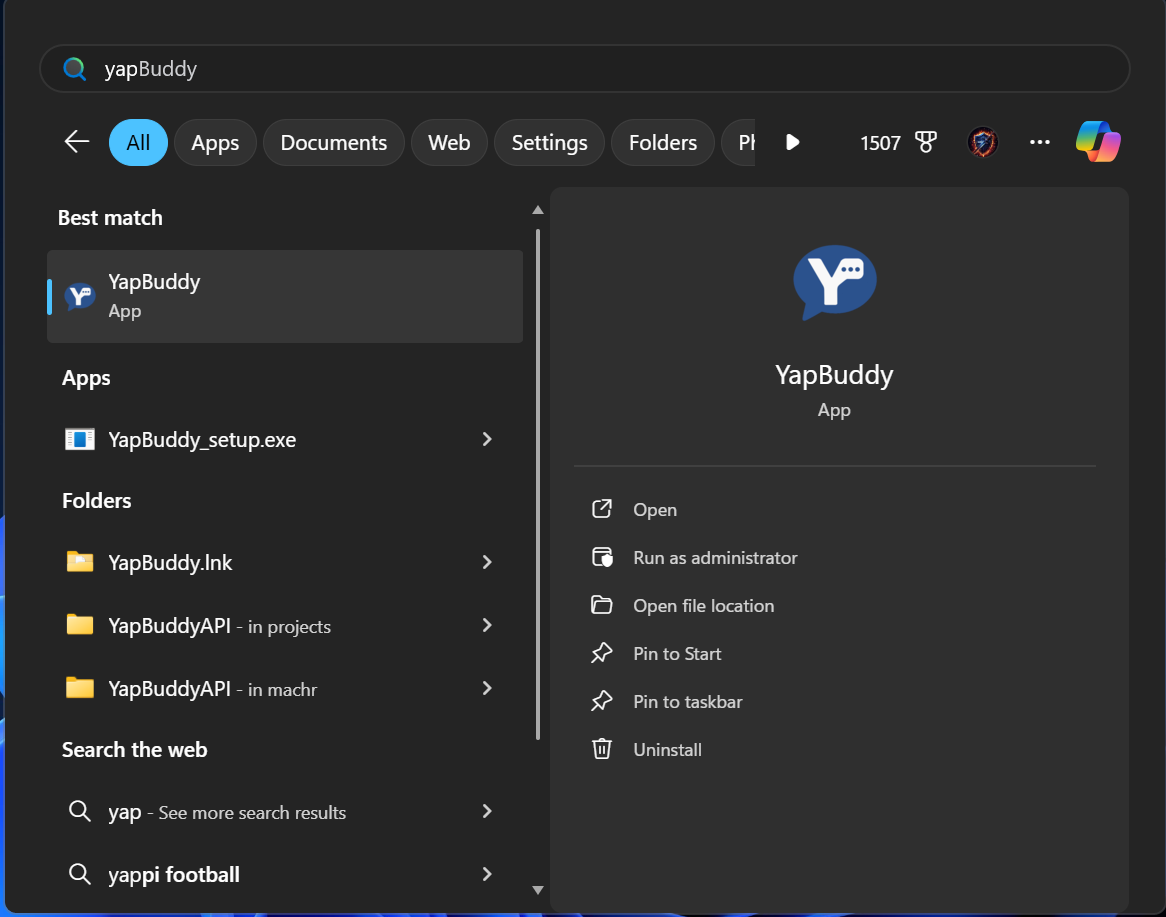 yapBuddy
All Apps Documents Web Settings Folders 1507
Best match
YapBuddy
App
Apps
YapBuddy_setup.exe
Folders
YapBuddy.lnk
YapBuddyAPI - in projects
YapBuddyAPI - in machr
Search the web
yap - See more search results
yappi football
Y
YapBuddy
App
Open
Run as administrator
Open file location
Pin to Start
Pin to taskbar
Uninstall